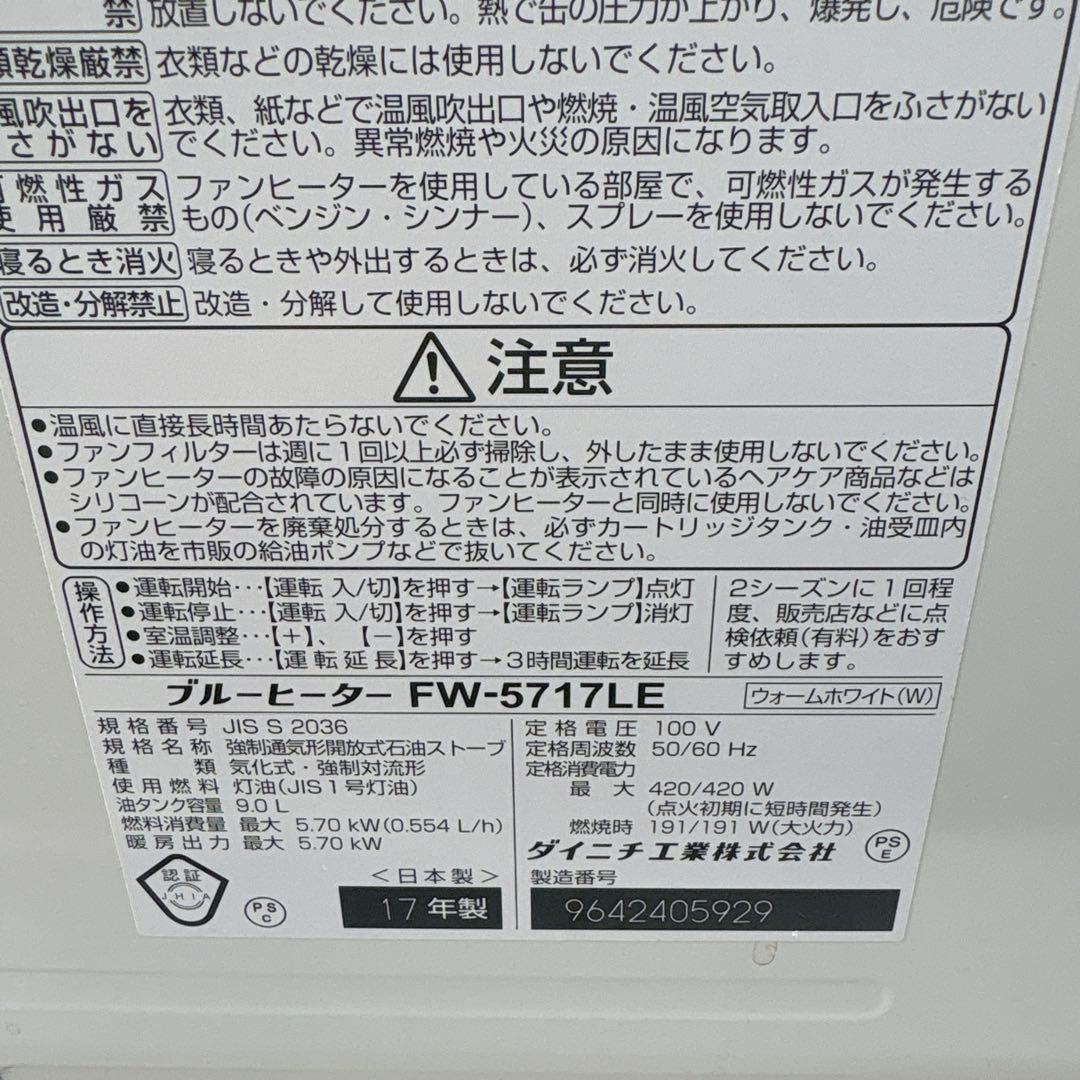 禁 放置しないでください。熱で缶の圧力が上がり、爆発し、危険です。
類乾燥厳禁 衣類などの乾燥には使用しないでください。
風吹出口を 衣類、紙などで温風吹出口や燃焼・温風空気取入口をふさがない
さがない でください。異常燃焼や火災の原因になります。
可燃性ガス ファンヒーターを使用している部屋で、可燃性ガスが発生する
使用厳禁 もの(ベンジン・シンナー)、スプレーを使用しないでください。
寝るとき消火 寝るときや外出するときは、必ず消火してください。
改造・分解禁止 改造・分解して使用しないでください。
注意
●温風に直接長時間あたらないでください。
●ファンフィルターは週に1回以上必ず掃除し、外したまま使用しないでください。
●ファンヒーターの故障の原因になることが表示されているヘアケア商品などは
シリコーンが配合されています。ファンヒーターと同時に使用しないでください。
●ファンヒーターを廃棄処分するときは、必ずカートリッジタンク・油受皿内
の灯油を市販の給油ポンプなどで抜いてください。
操作方法
●運転開始…【運転 入/切】を押す→【運転ランプ】点灯
●運転停止…【運転 入/切】を押す→【運転ランプ】消灯
●室温調整…【+】、【-】を押す
●運転延長…【運転延長】を押す→3時間運転を延長
2シーズンに1回程
度、販売店などに点
検依頼(有料)をおす
すめします。
ブルーヒーター FW-5717LE ウォームホワイト(W)
規格番号 JIS S 2036
規格名称 強制通気形開放式石油ストーブ
種類 気化式・強制対流形
使用燃料 灯油(JIS1号灯油)
油タンク容量 9.0 L
燃料消費量 最大 5.70 kW(0.554 L/h)
暖房出力 最大 5.70 kW
定格電圧 100 V
定格周波数 50/60 Hz
定格消費電力
最大 420/420 W
(点火初期に短時間発生)
燃焼時 191/191 W(大火力)
ダイニチ工業株式会社
PS
E
認証
JHIA
PS
C
<日本製>
17年製
製造番号
9642405929